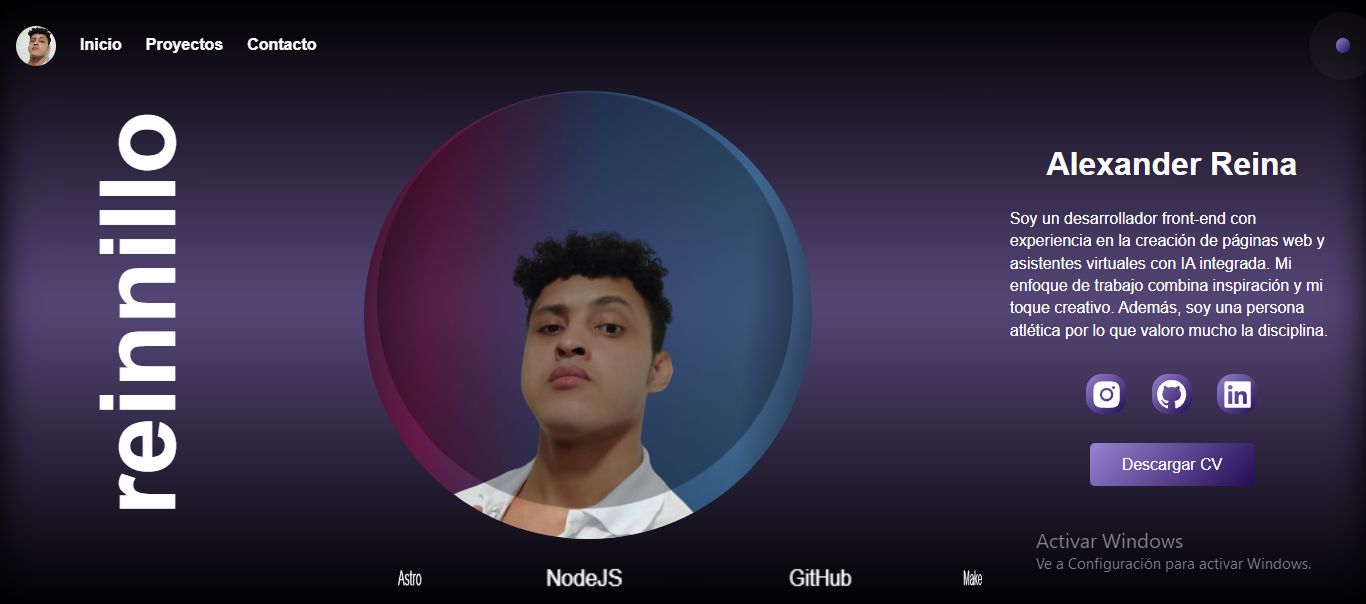 Inicio Proyectos Contacto
reinnillo
Alexander Reina
Soy un desarrollador front-end con
experiencia en la creación de páginas web y
asistentes virtuales con IA integrada. Mi
enfoque de trabajo combina inspiración y mi
toque creativo. Además, soy una persona
atlética por lo que valoro mucho la disciplina.
in
Descargar CV
Activar Windows
Ve a Configuración para activar Windows.
Astro NodeJS GitHub Make